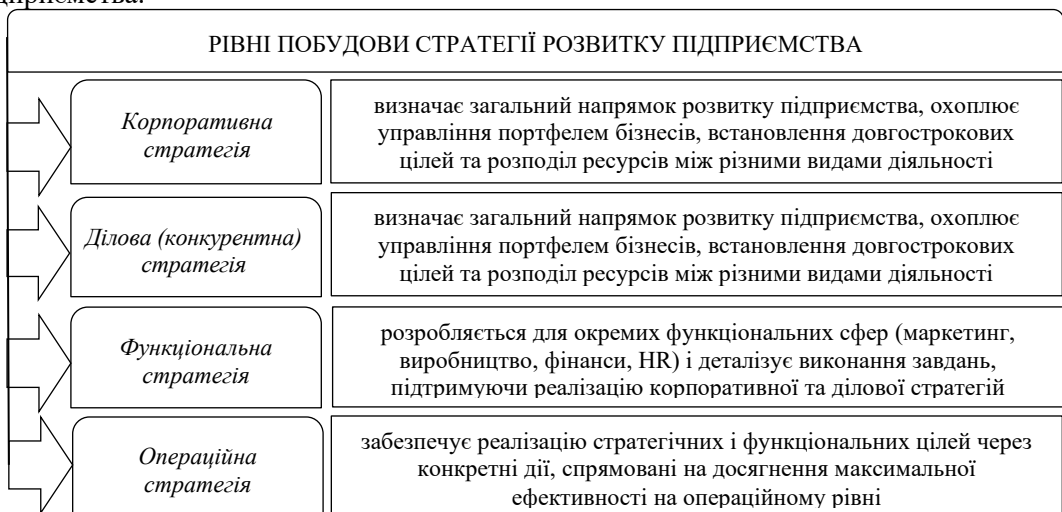 РІВНІ ПОБУДОВИ СТРАТЕГІЇ РОЗВИТКУ ПІДПРИЄМСТВА
Корпоративна
стратегія
визначає загальний напрямок розвитку підприємства, охоплює
управління портфелем бізнесів, встановлення довгострокових
цілей та розподіл ресурсів між різними видами діяльності
Ділова (конкурентна)
стратегія
визначає загальний напрямок розвитку підприємства, охоплює
управління портфелем бізнесів, встановлення довгострокових
цілей та розподіл ресурсів між різними видами діяльності
Функціональна
стратегія
розробляється для окремих функціональних сфер (маркетинг,
виробництво, фінанси, HR) і деталізує виконання завдань,
підтримуючи реалізацію корпоративної та ділової стратегій
Операційна
стратегія
забезпечує реалізацію стратегічних і функціональних цілей через
конкретні дії, спрямовані на досягнення максимальної
ефективності на операційному рівні